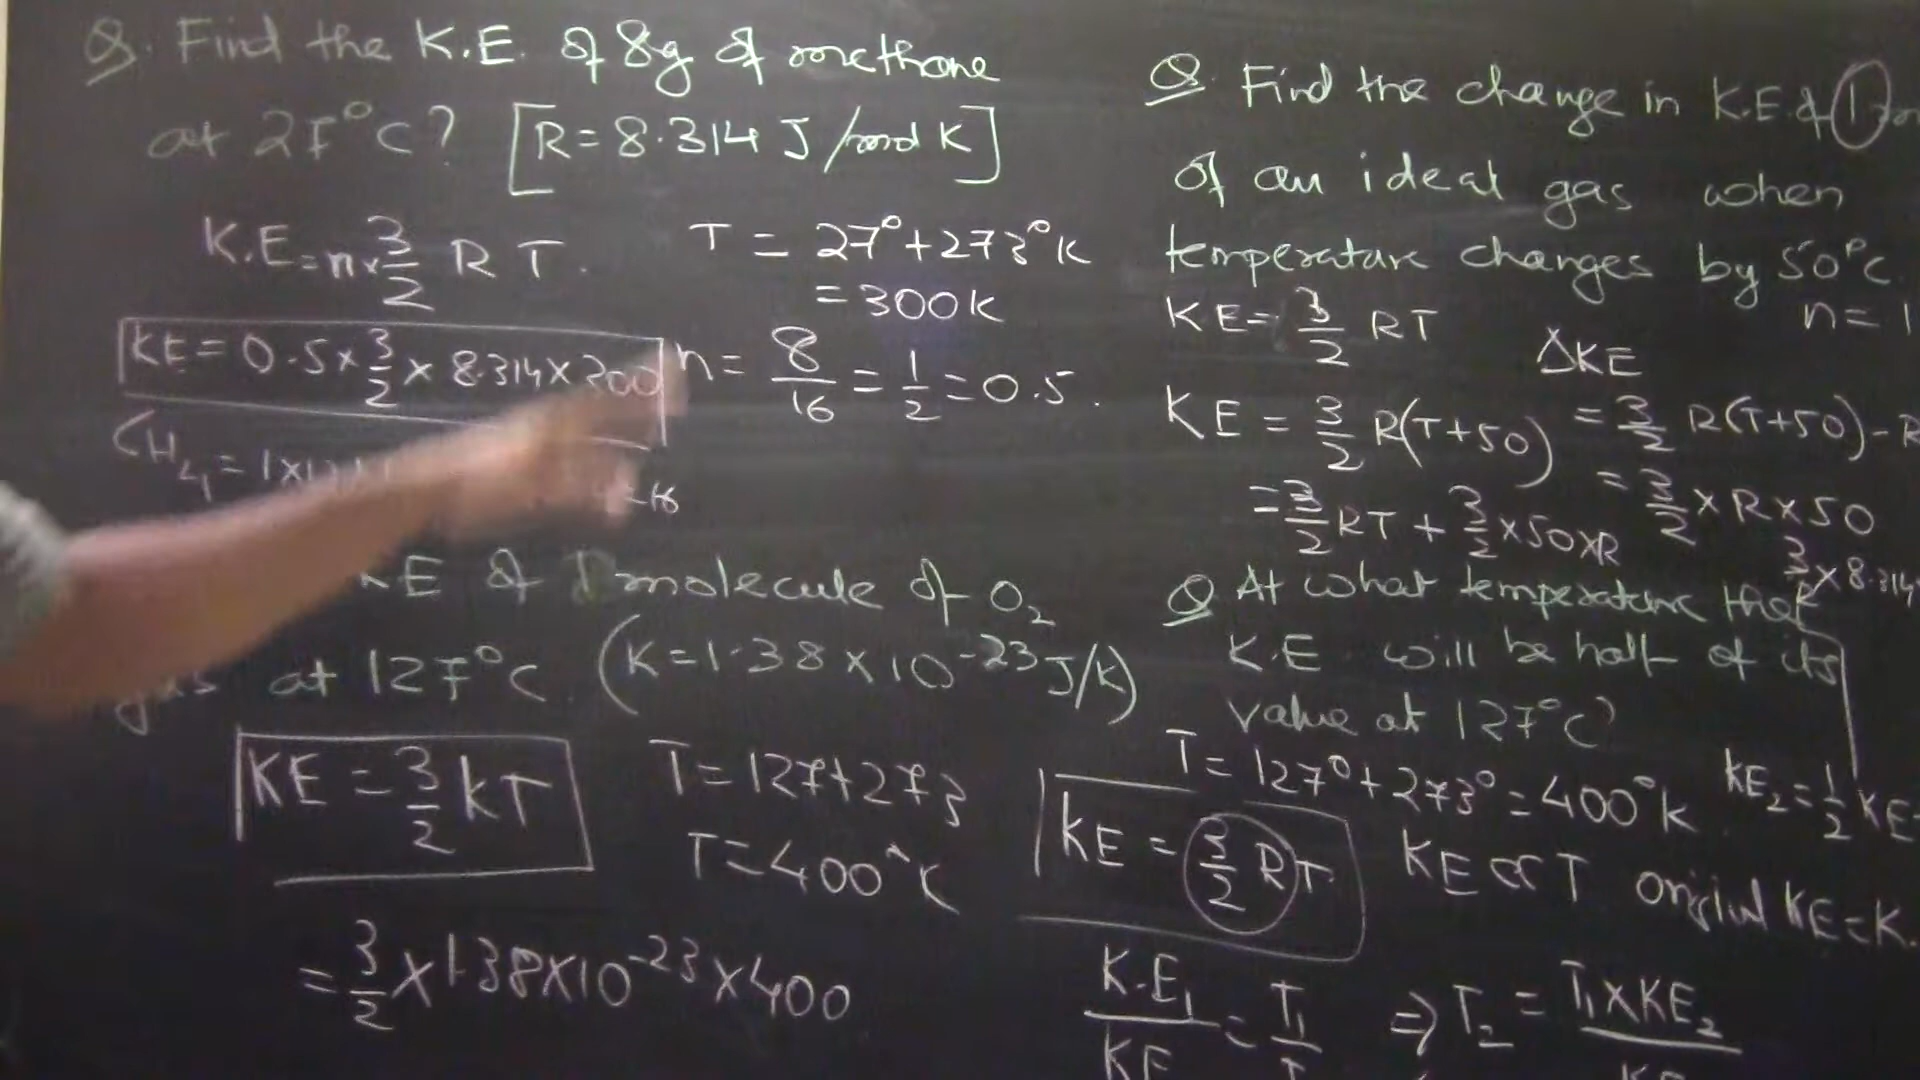 Q. Find the K.E. of 8g of methane
at 27°C? [R = 8.314 J/mol K]
K.E = n × 3/2 R T.
T = 27° + 273°K
= 300K
KE = 0.5 × 3/2 × 8.314 × 300
n = 8/16 = 1/2 = 0.5.
CH4 = 1×12
= 16
KE of 1 molecule of O2
gas at 127°C. (K = 1.38 × 10^-23 J/K)
KE = 3/2 kT
T = 127 + 273
T = 400°K
= 3/2 × 1.38 × 10^-23 × 400
Q. Find the change in K.E. of 1
of an ideal gas when
temperature changes by 50°C.
n = 1
KE = 3/2 RT
ΔKE
KE = 3/2 R(T+50)
= 3/2 R(T+50) - R
= 3/2 RT + 3/2 × 50 × R
= 3/2 × R × 50
3/2 × 8.314
Q At what temperature the
K.E. will be half of its
value at 127°C?
T = 127° + 273° = 400°K
KE2 = 1/2 KE
KE = 3/2 RT
KE ∝ T
original KE = K.
K.E1/KE = T1/T
⇒ T2 = T1 × KE2/KE